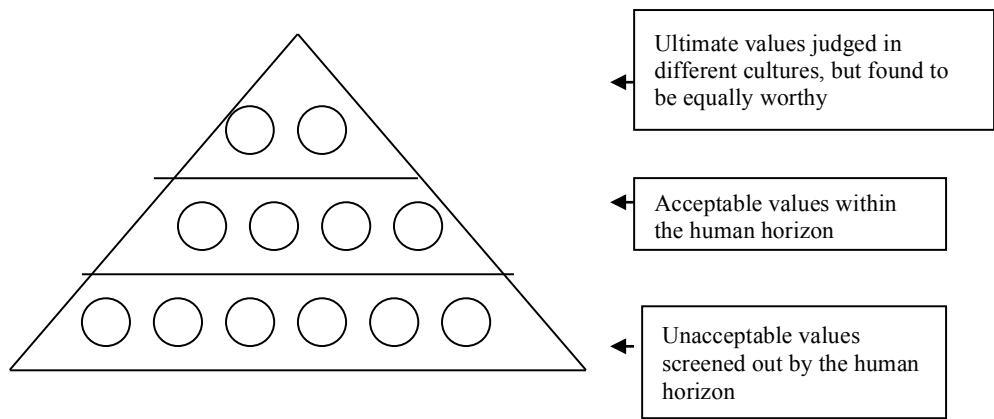 Ultimate values judged in
different cultures, but found to
be equally worthy
Acceptable values within
the human horizon
Unacceptable values
screened out by the human
horizon